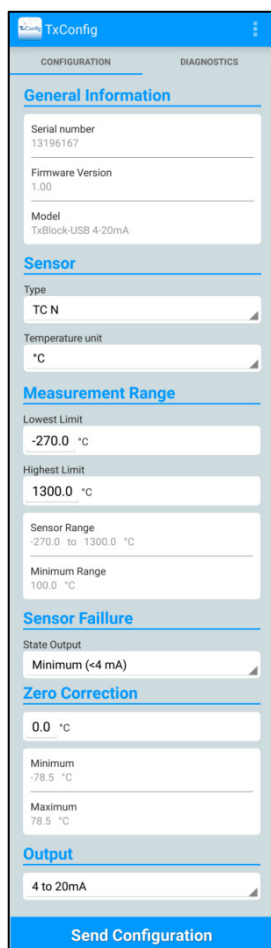 TxConfig TxConfig
CONFIGURATION DIAGNOSTICS
General Information
Serial number
13196167
Firmware Version
1.00
Model
TxBlock-USB 4-20mA
Sensor
Type
TC N
Temperature unit
°C
Measurement Range
Lowest Limit
-270.0 °C
Highest Limit
1300.0 °C
Sensor Range
-270.0 to 1300.0 °C
Minimum Range
100.0 °C
Sensor Faillure
State Output
Minimum (<4 mA)
Zero Correction
0.0 °C
Minimum
-78.5 °C
Maximum
78.5 °C
Output
4 to 20mA
Send Configuration